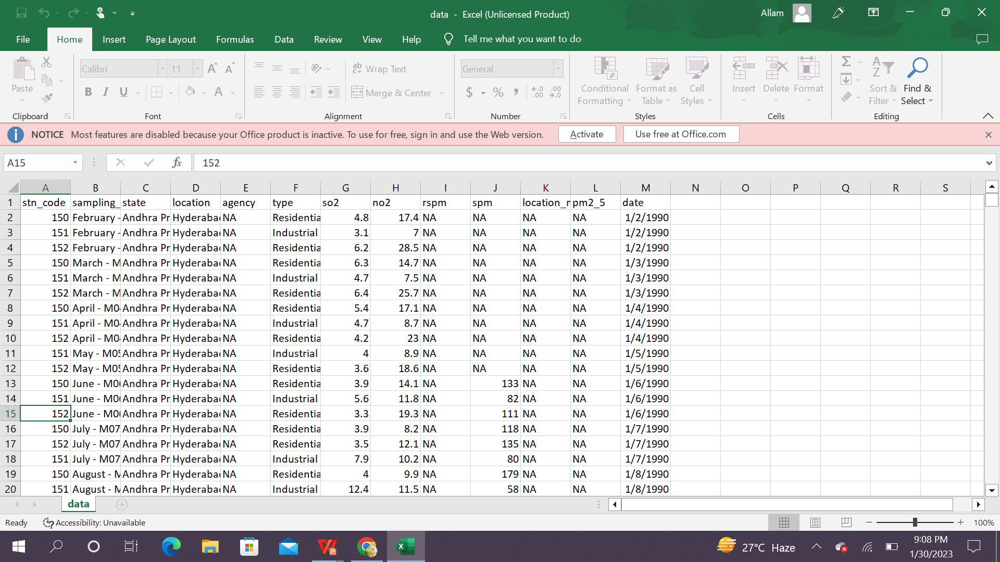 data - Excel (Unlicensed Product)
Allam
File Home Insert Page Layout Formulas Data Review View Help Tell me what you want to do
Calibri 11 A A ab Wrap Text General
Paste B I U A Merge & Center $ % , Conditional Formatting Format as Table Cell Styles Insert Delete Format Sort & Filter Find & Select
Clipboard Font Alignment Number Styles Cells Editing
NOTICE Most features are disabled because your Office product is inactive. To use for free, sign in and use the Web version. Activate Use free at Office.com
A15 fx 152
A B C D E F G H I J K L M N O P Q R S
1 stn_code sampling_ state location agency type so2 no2 rspm spm location_ pm2_5 date
2 150 February - Andhra Pr Hyderaba NA Residentia 4.8 17.4 NA NA NA NA 1/2/1990
3 151 February - Andhra Pr Hyderaba NA Industrial 3.1 7 NA NA NA NA 1/2/1990
4 152 February - Andhra Pr Hyderaba NA Residentia 6.2 28.5 NA NA NA NA 1/2/1990
5 150 March - M Andhra Pr Hyderaba NA Residentia 6.3 14.7 NA NA NA NA 1/3/1990
6 151 March - M Andhra Pr Hyderaba NA Industrial 4.7 7.5 NA NA NA NA 1/3/1990
7 152 March - M Andhra Pr Hyderaba NA Residentia 6.4 25.7 NA NA NA NA 1/3/1990
8 150 April - M04 Andhra Pr Hyderaba NA Residentia 5.4 17.1 NA NA NA NA 1/4/1990
9 151 April - M04 Andhra Pr Hyderaba NA Industrial 4.7 8.7 NA NA NA NA 1/4/1990
10 152 April - M04 Andhra Pr Hyderaba NA Residentia 4.2 23 NA NA NA NA 1/4/1990
11 151 May - M05 Andhra Pr Hyderaba NA Industrial 4 8.9 NA NA NA NA 1/5/1990
12 152 May - M05 Andhra Pr Hyderaba NA Residentia 3.6 18.6 NA NA NA NA 1/5/1990
13 150 June - M06 Andhra Pr Hyderaba NA Residentia 3.9 14.1 NA 133 NA NA 1/6/1990
14 151 June - M06 Andhra Pr Hyderaba NA Industrial 5.6 11.8 NA 82 NA NA 1/6/1990
15 152 June - M06 Andhra Pr Hyderaba NA Residentia 3.3 19.3 NA 111 NA NA 1/6/1990
16 150 July - M07 Andhra Pr Hyderaba NA Residentia 3.9 8.2 NA 118 NA NA 1/7/1990
17 152 July - M07 Andhra Pr Hyderaba NA Residentia 3.5 12.1 NA 135 NA NA 1/7/1990
18 151 July - M07 Andhra Pr Hyderaba NA Industrial 7.9 10.2 NA 80 NA NA 1/7/1990
19 150 August - M Andhra Pr Hyderaba NA Residentia 4 9.9 NA 179 NA NA 1/8/1990
20 151 August - M Andhra Pr Hyderaba NA Industrial 12.4 11.5 NA 58 NA NA 1/8/1990
data
Ready Accessibility: Unavailable 100%
27°C Haze 9:08 PM
1/30/2023